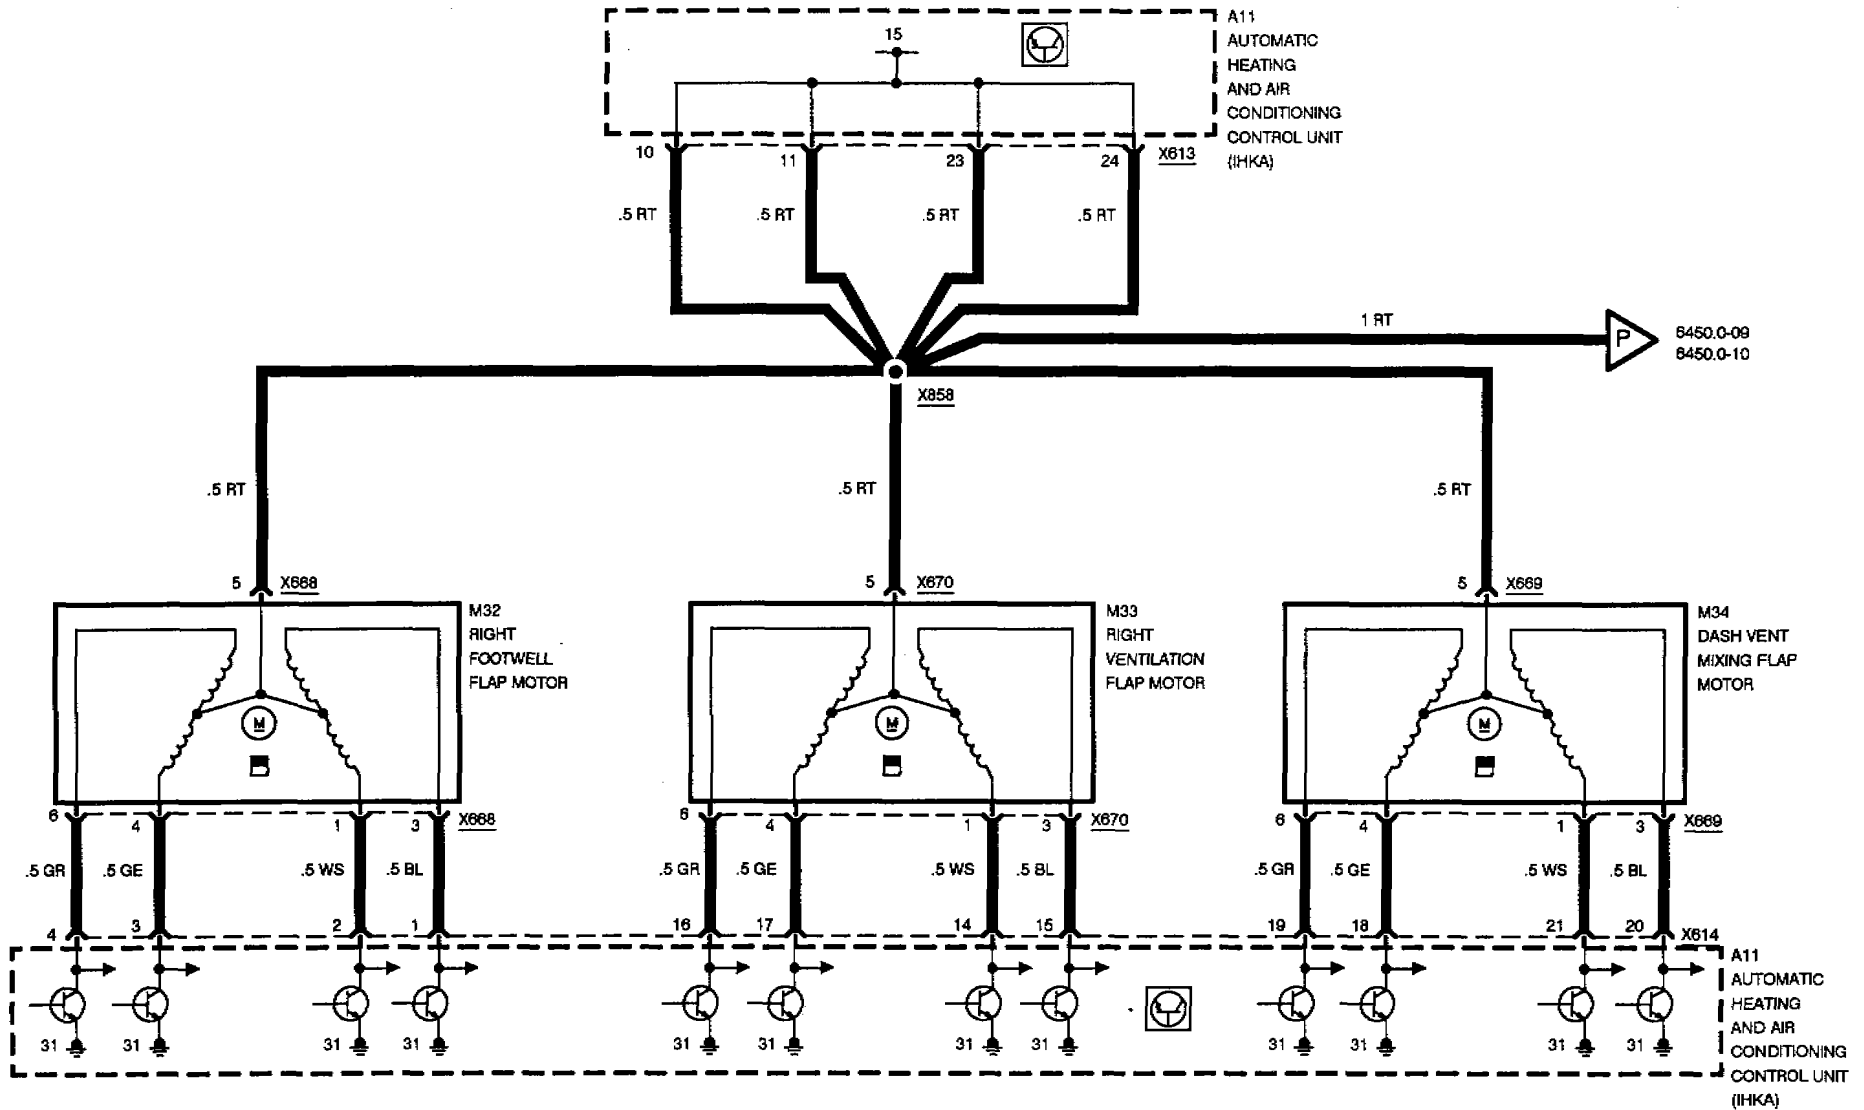 A11
AUTOMATIC
HEATING
AND AIR
CONDITIONING
CONTROL UNIT
(IHKA)
15
10 11 23 24 X613
.5 RT .5 RT .5 RT .5 RT
1 RT
P
6450.0-09
6450.0-10
X858
.5 RT .5 RT .5 RT
5 X668 5 X670 5 X669
M32
RIGHT
FOOTWELL
FLAP MOTOR
M
M33
RIGHT
VENTILATION
FLAP MOTOR
M
M34
DASH VENT
MIXING FLAP
MOTOR
M
6 4 1 3 X668 6 4 1 3 X670 6 4 1 3 X669
.5 GR .5 GE .5 WS .5 BL .5 GR .5 GE .5 WS .5 BL .5 GR .5 GE .5 WS .5 BL
4 3 2 1 16 17 14 15 19 18 21 20 X614
31 31 31 31 31 31 31 31 31 31 31 31
A11
AUTOMATIC
HEATING
AND AIR
CONDITIONING
CONTROL UNIT
(IHKA)